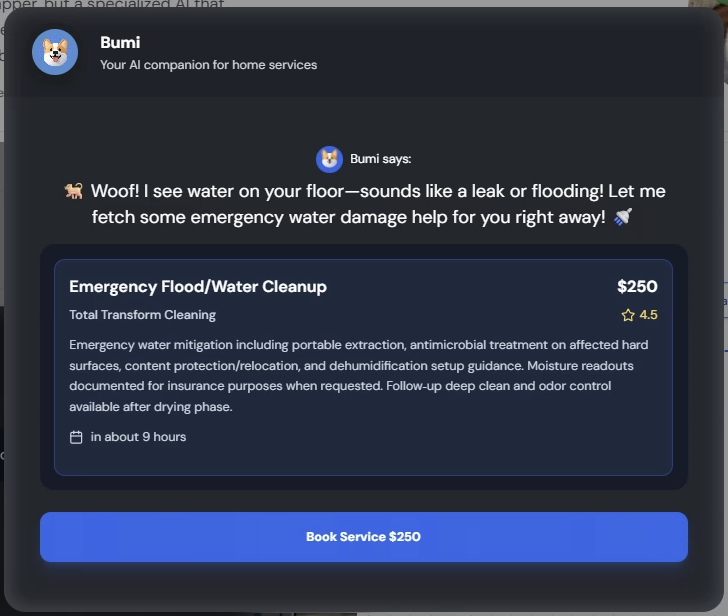 apper, but a specialized AI that
Bumi
Your AI companion for home services
Bumi says:
🐕 Woof! I see water on your floor—sounds like a leak or flooding! Let me
fetch some emergency water damage help for you right away! 🚿
Emergency Flood/Water Cleanup
$250
Total Transform Cleaning
4.5
Emergency water mitigation including portable extraction, antimicrobial treatment on affected hard
surfaces, content protection/relocation, and dehumidification setup guidance. Moisture readouts
documented for insurance purposes when requested. Follow-up deep clean and odor control
available after drying phase.
in about 9 hours
Book Service $250